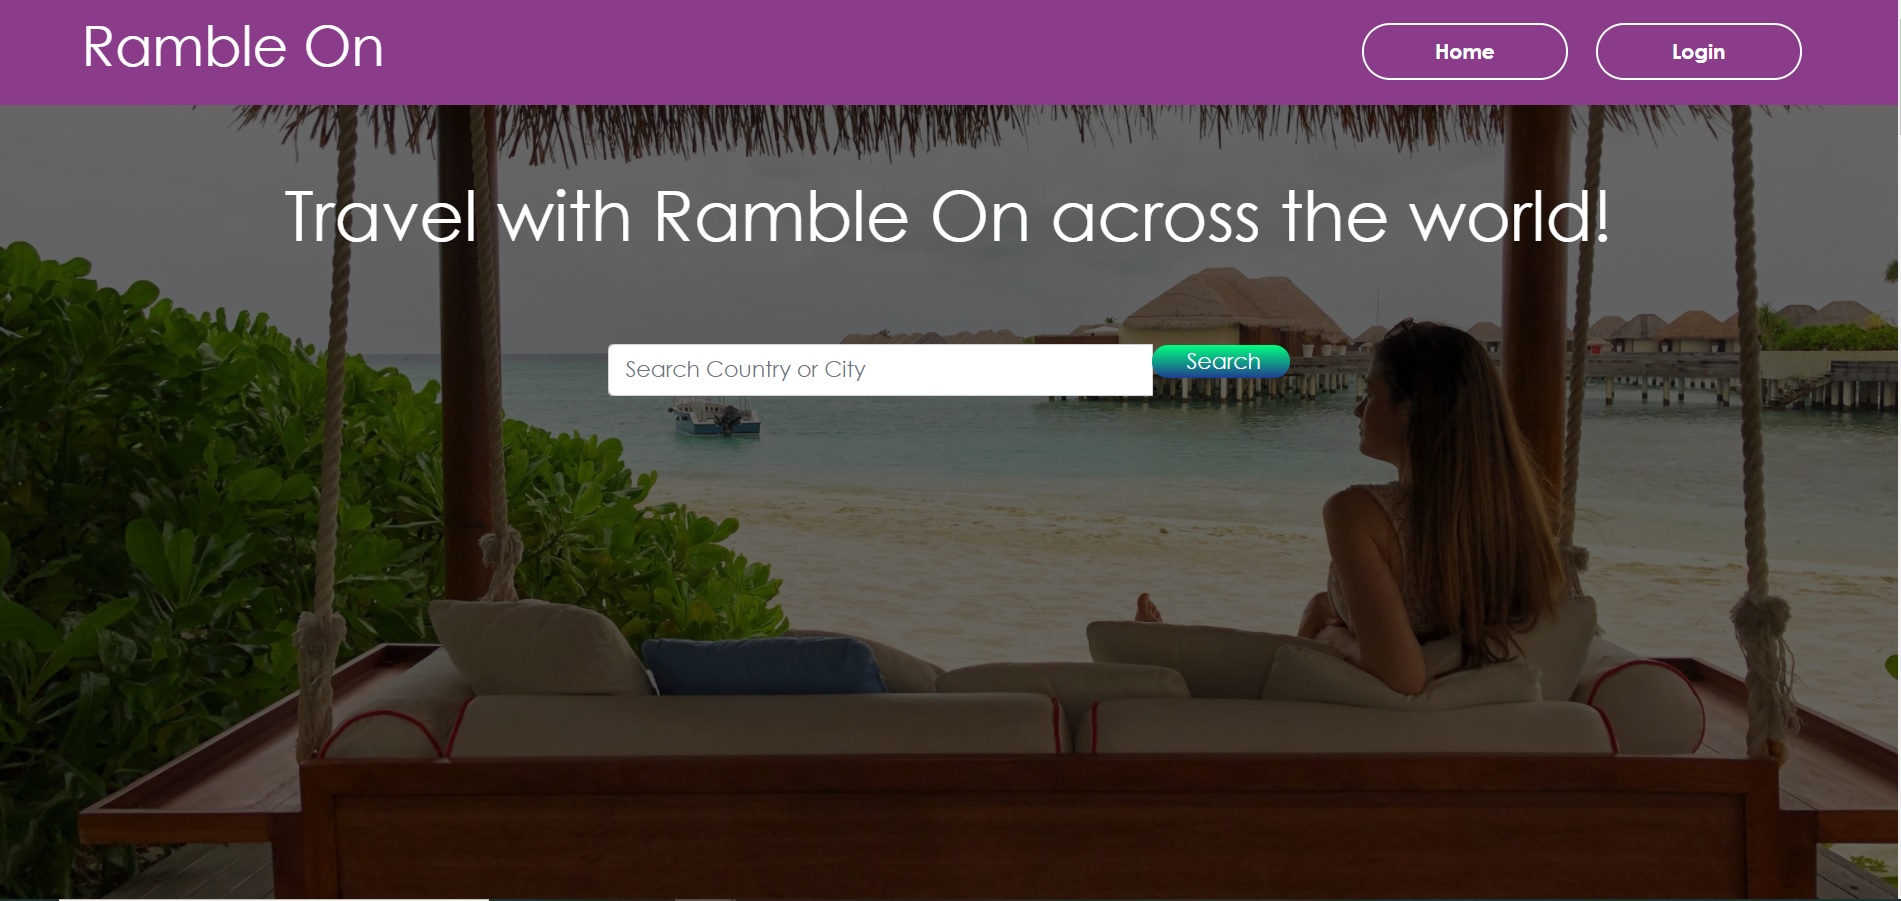 Ramble On
Home
Login
Travel with Ramble On across the world!
Search Country or City
Search